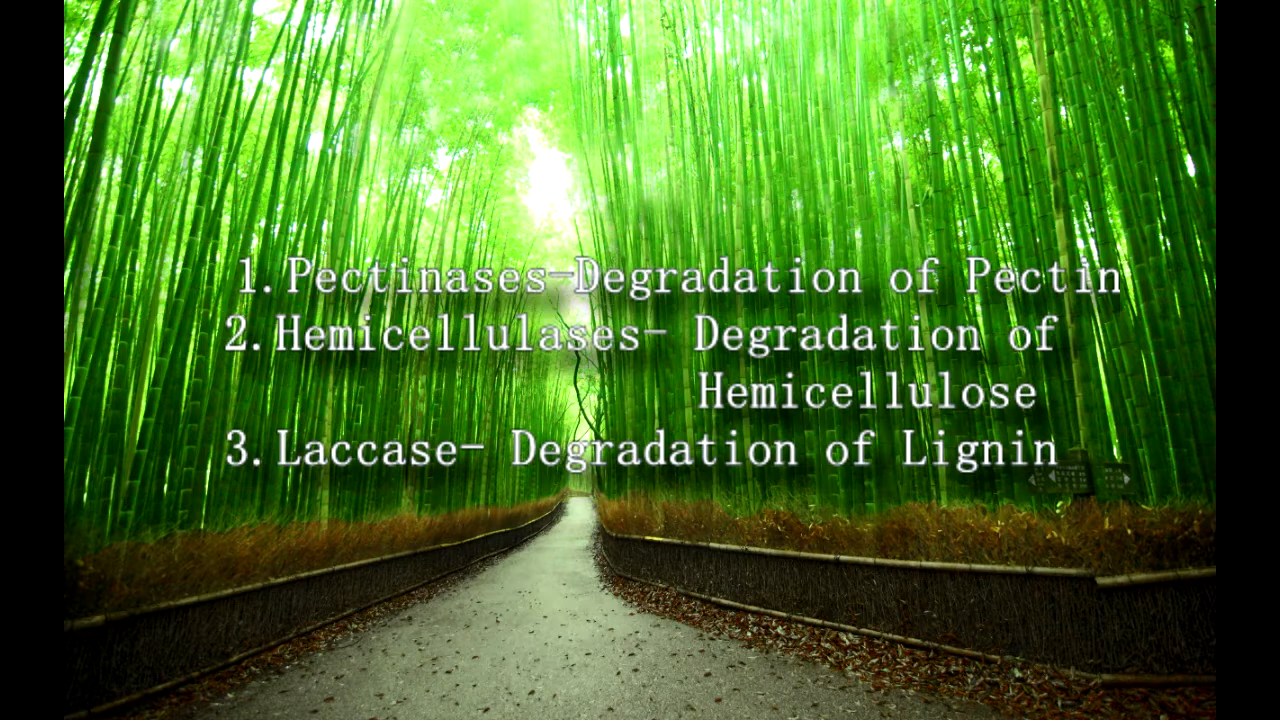 1.Pectinases-Degradation of Pectin
2.Hemicellulases- Degradation of
Hemicellulose
3.Laccase- Degradation of Lignin